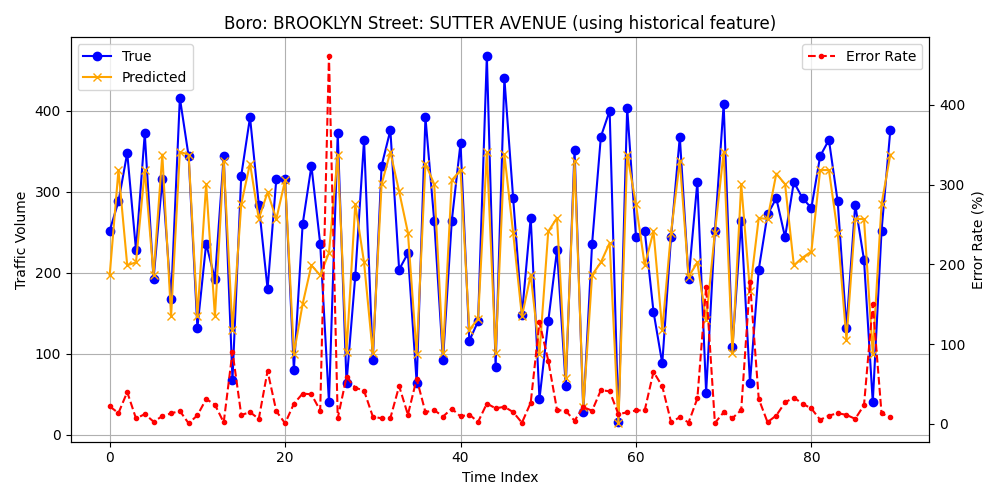 Boro: BROOKLYN Street: SUTTER AVENUE (using historical feature)
True
Predicted
Error Rate
Traffic Volume
400
300
200
100
0
Error Rate (%)
400
300
200
100
0
0
20
40
60
80
Time Index